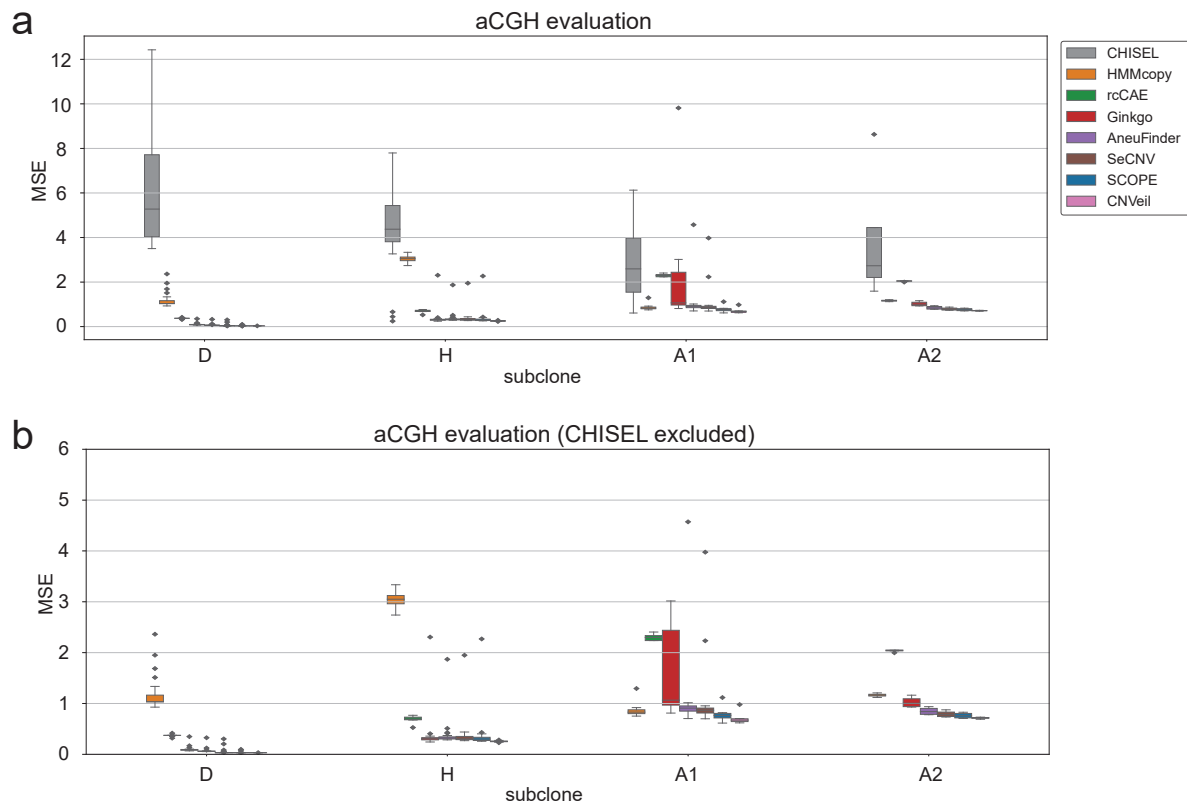 a
aCGH evaluation
MSE
12
10
8
6
4
2
0
D H A1 A2
subclone
CHISEL
HMMcopy
rcCAE
Ginkgo
AneuFinder
SeCNV
SCOPE
CNVeil
b
aCGH evaluation (CHISEL excluded)
MSE
6
5
4
3
2
1
0
D H A1 A2
subclone